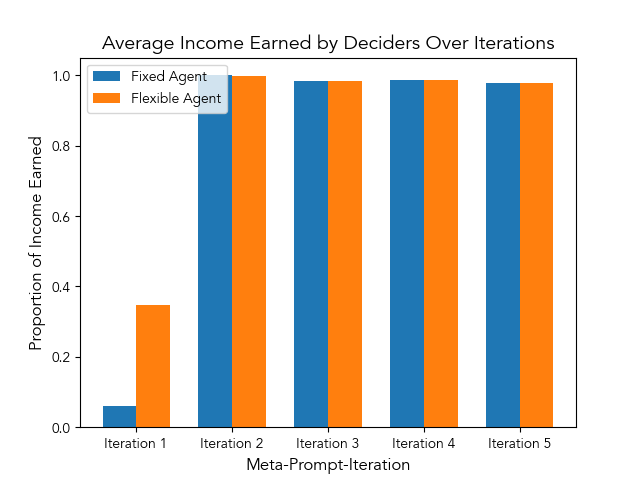 Average Income Earned by Deciders Over Iterations
Fixed Agent
Flexible Agent
Proportion of Income Earned
1.0
0.8
0.6
0.4
0.2
0.0
Iteration 1
Iteration 2
Iteration 3
Iteration 4
Iteration 5
Meta-Prompt-Iteration